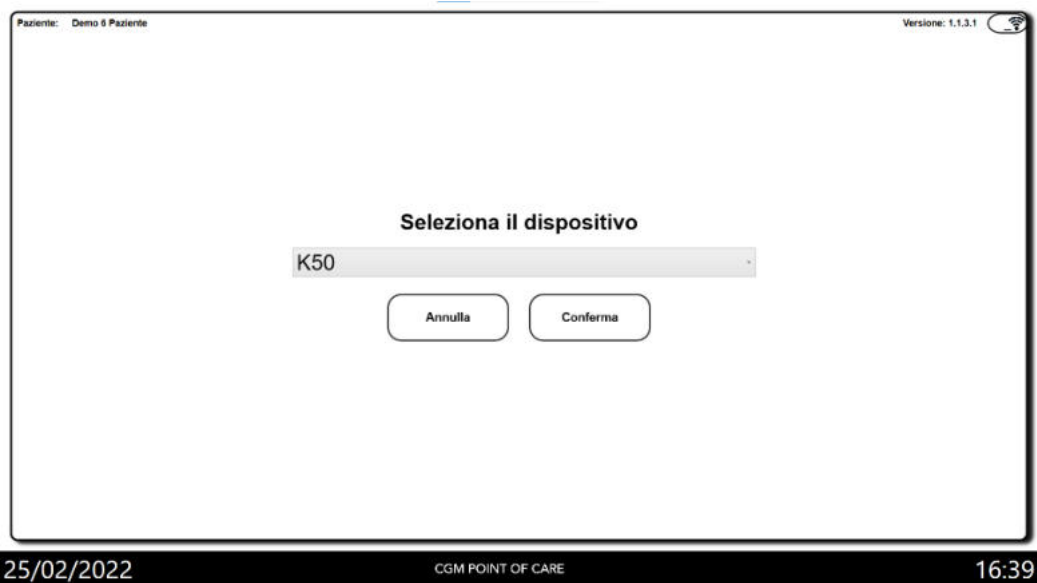 Paziente: Demo 6 Paziente Versione: 1.1.3.1
Seleziona il dispositivo
K50
Annulla Conferma
25/02/2022 CGM POINT OF CARE 16:39